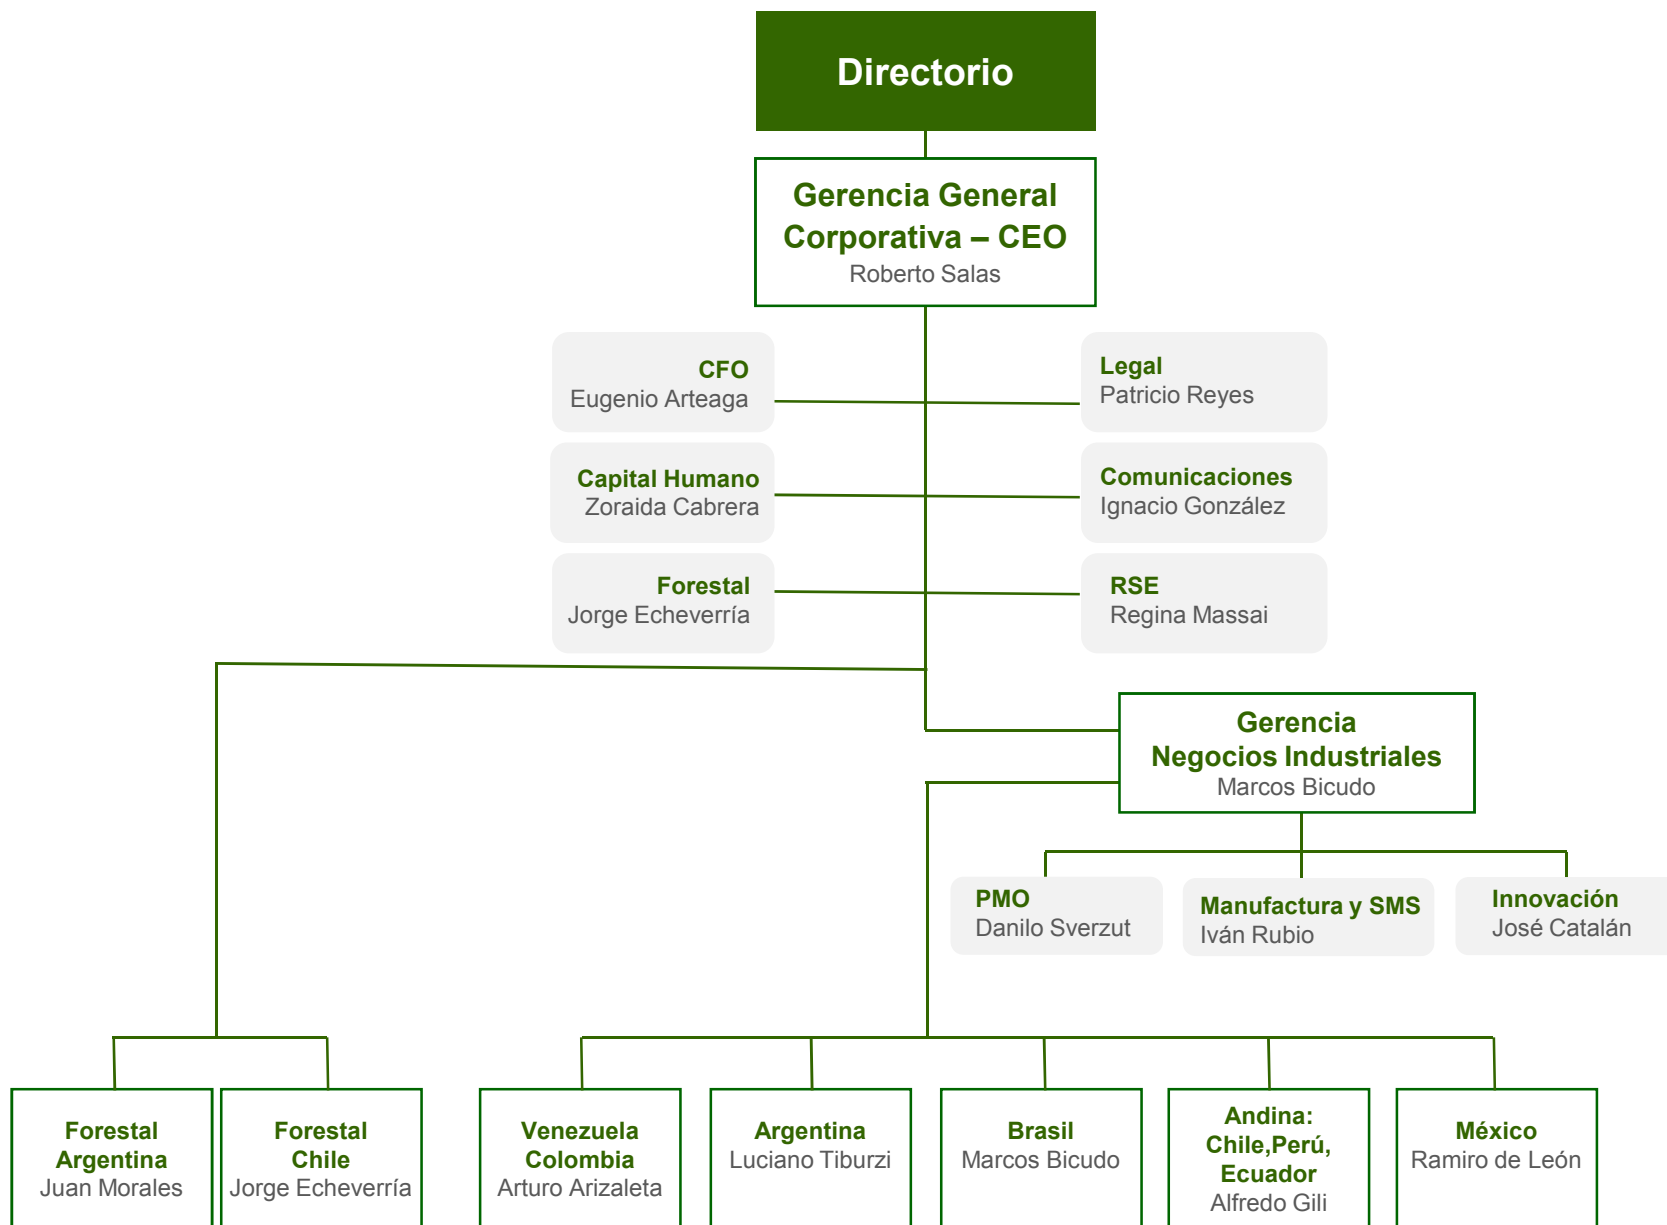 Directorio
Gerencia General
Corporativa – CEO
Roberto Salas
CFO
Eugenio Arteaga
Legal
Patricio Reyes
Capital Humano
Zoraida Cabrera
Comunicaciones
Ignacio González
Forestal
Jorge Echeverría
RSE
Regina Massai
Gerencia
Negocios Industriales
Marcos Bicudo
PMO
Danilo Sverzut
Manufactura y SMS
Iván Rubio
Innovación
José Catalán
Forestal
Argentina
Juan Morales
Forestal
Chile
Jorge Echeverría
Venezuela
Colombia
Arturo Arizaleta
Argentina
Luciano Tiburzi
Brasil
Marcos Bicudo
Andina:
Chile,Perú,
Ecuador
Alfredo Gili
México
Ramiro de León